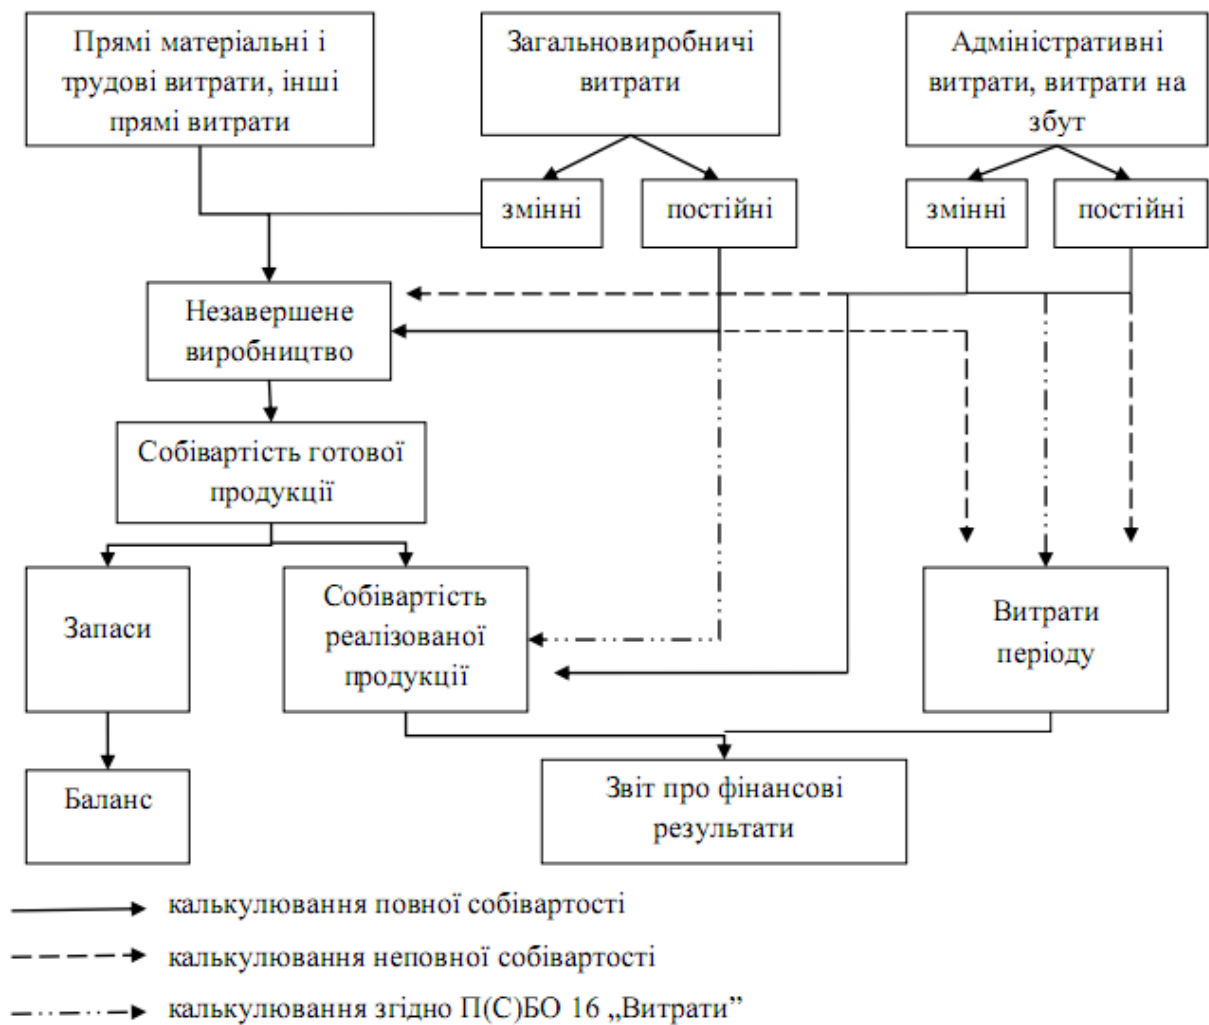 Прямі матеріальні і
трудові витрати, інші
прямі витрати
Загальновиробничі
витрати
Адміністративні
витрати, витрати на
збут
змінні
постійні
змінні
постійні
Незавершене
виробництво
Собівартість готової
продукції
Запаси
Собівартість
реалізованої
продукції
Витрати
періоду
Баланс
Звіт про фінансові
результати
калькулювання повної собівартості
калькулювання неповної собівартості
калькулювання згідно П(С)БО 16 „Витрати”